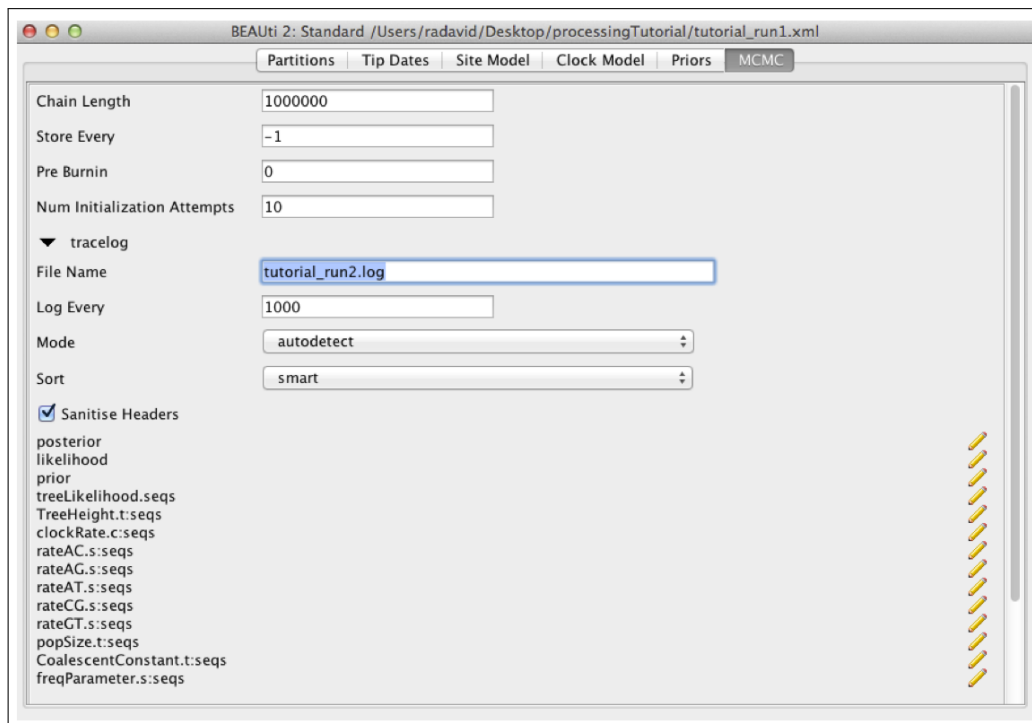 BEAUti 2: Standard /Users/radavid/Desktop/processingTutorial/tutorial_run1.xml
Partitions Tip Dates Site Model Clock Model Priors MCMC
Chain Length 1000000
Store Every -1
Pre Burnin 0
Num Initialization Attempts 10
tracelog
File Name tutorial_run2.log
Log Every 1000
Mode autodetect
Sort smart
Sanitise Headers
posterior
likelihood
prior
treeLikelihood.seqs
TreeHeight.t:seqs
clockRate.c:seqs
rateAC.s:seqs
rateAG.s:seqs
rateAT.s:seqs
rateCG.s:seqs
rateGT.s:seqs
popSize.t:seqs
CoalescentConstant.t:seqs
freqParameter.s:seqs